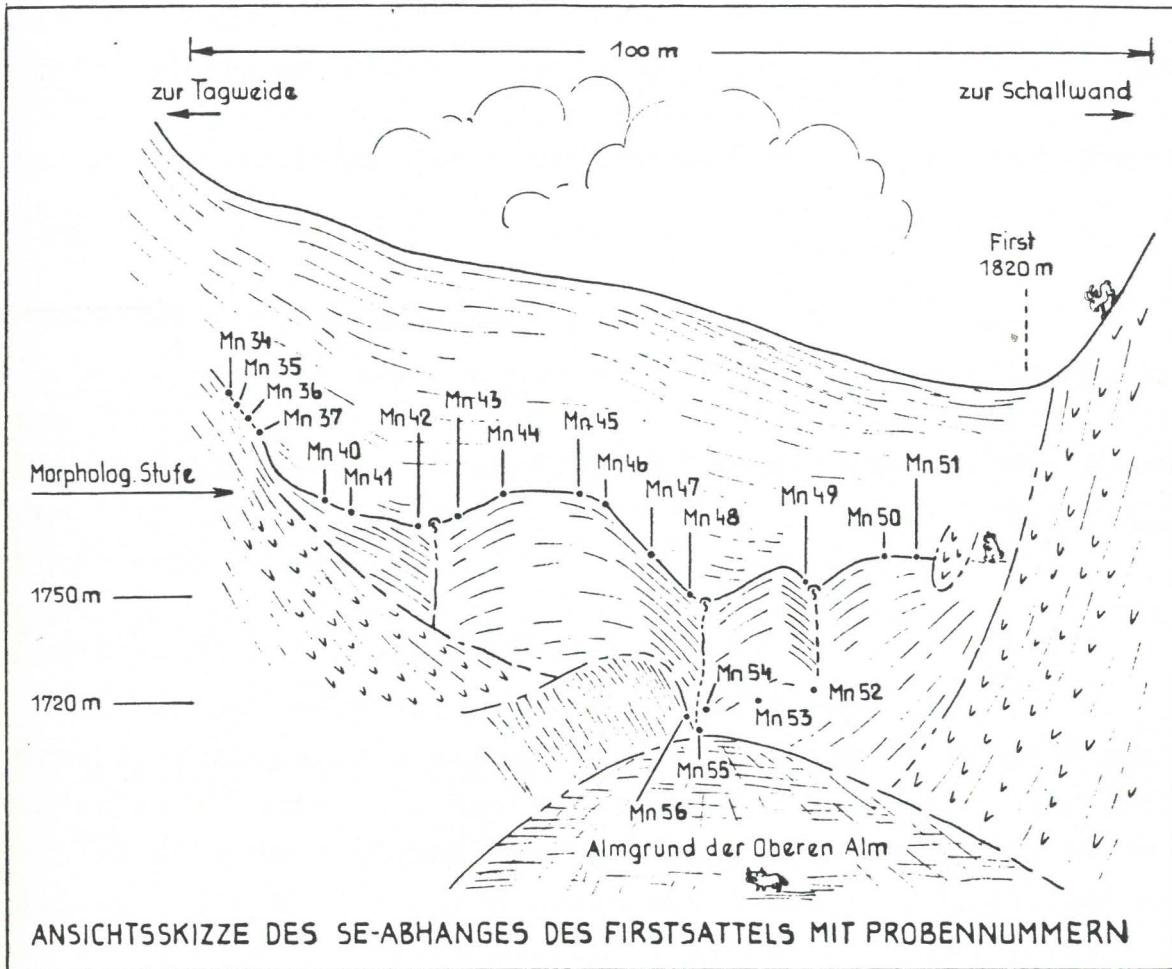 100 m
zur Tagweide
zur Schallwand
First
1820 m
Mn 34
Mn 35
Mn 36
Mn 37
Mn 40
Mn 41
Mn 42
Mn 43
Mn 44
Mn 45
Mn 46
Mn 47
Mn 48
Mn 49
Mn 50
Mn 51
Morpholog. Stufe
1750 m
1720 m
Mn 54
Mn 53
Mn 52
Mn 55
Mn 56
Almgrund der Oberen Alm
ANSICHTSSKIZZE DES SE-ABHANGES DES FIRSTSATTELS MIT PROBENNUMMERN